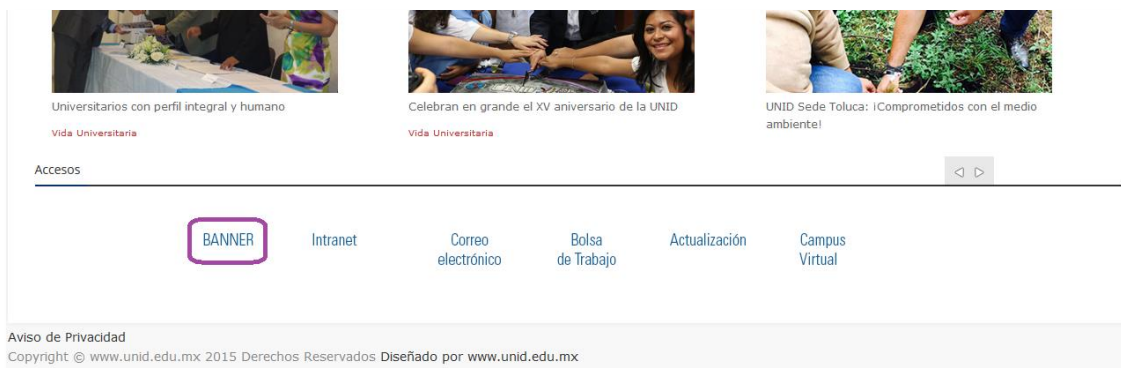 Universitarios con perfil integral y humano
Vida Universitaria
Celebran en grande el XV aniversario de la UNID
Vida Universitaria
UNID Sede Toluca: ¡Comprometidos con el medio
ambiente!
Accesos
BANNER
Intranet
Correo
electrónico
Bolsa
de Trabajo
Actualización
Campus
Virtual
Aviso de Privacidad
Copyright © www.unid.edu.mx 2015 Derechos Reservados Diseñado por www.unid.edu.mx